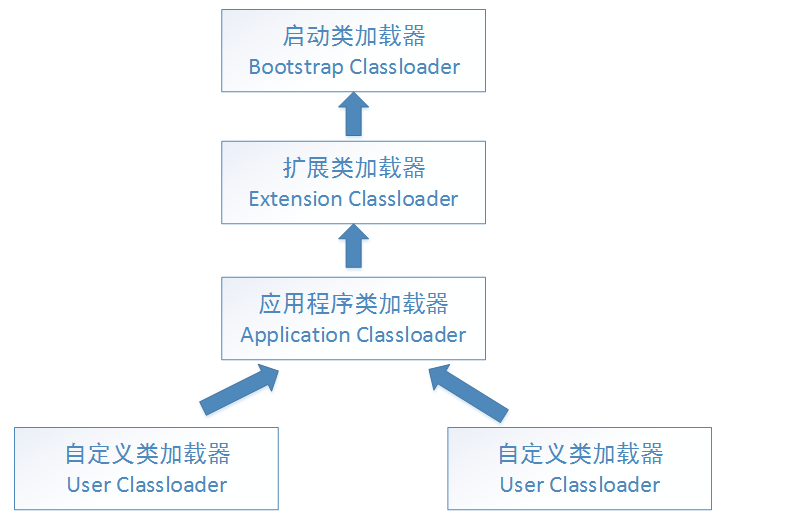 启动类加载器
Bootstrap Classloader
扩展类加载器
Extension Classloader
应用程序类加载器
Application Classloader
自定义类加载器
User Classloader
自定义类加载器
User Classloader